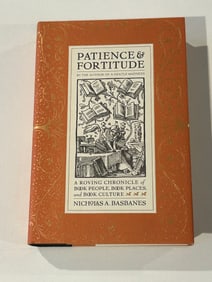 PATIENCE &
FORTITUDE
BY THE AUTHOR OF A GENTLE MADNESS
A ROVING CHRONICLE of
BOOK PEOPLE, BOOK PLACES,
and BOOK CULTURE
NICHOLAS A. BASBANES